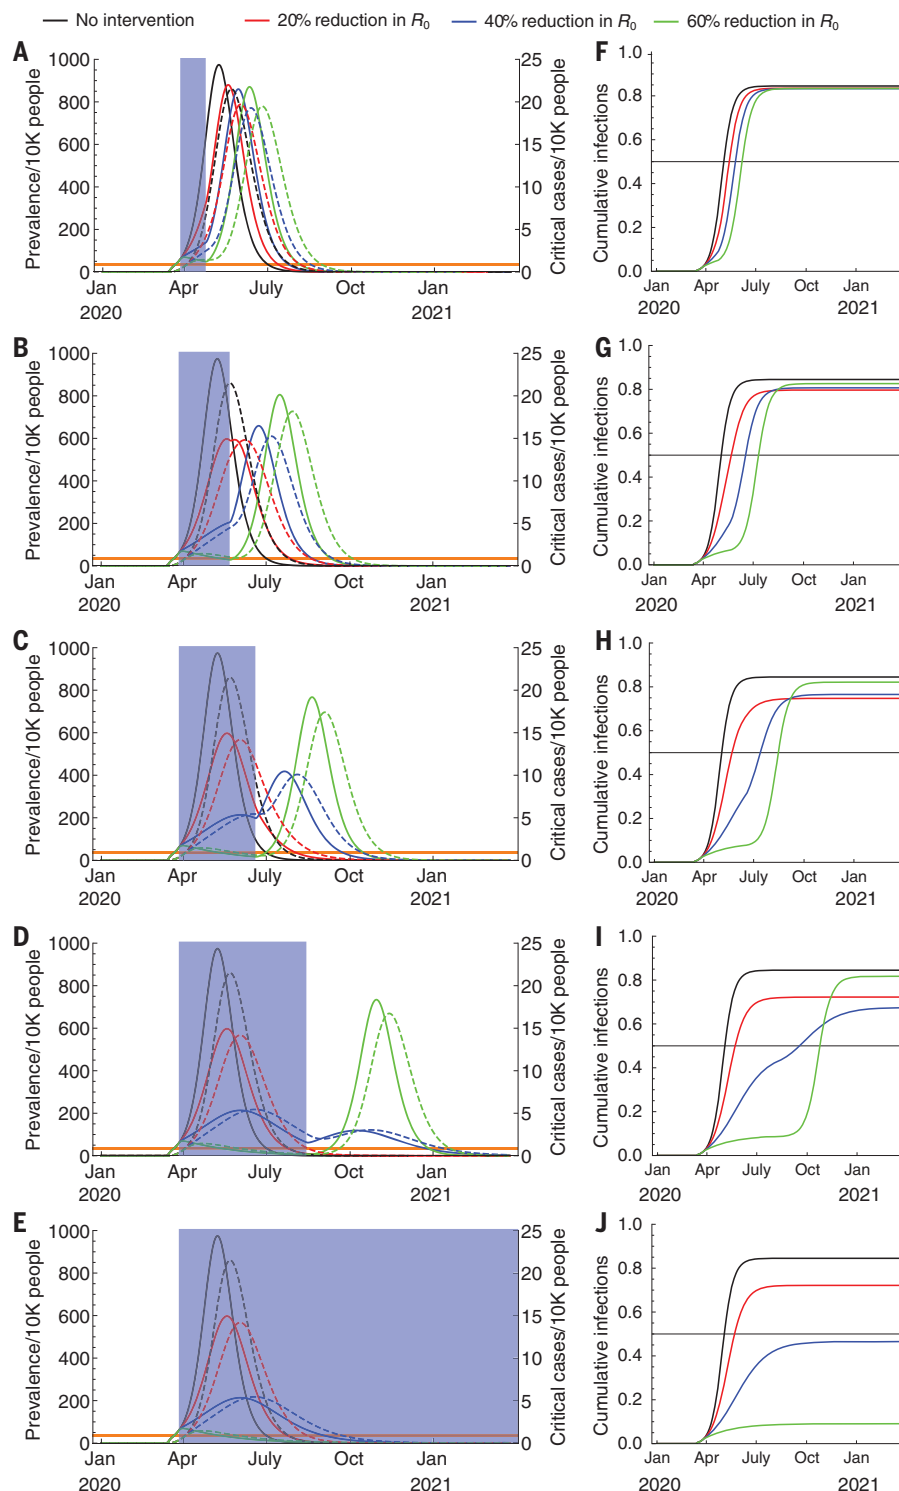 No intervention 20% reduction in R0 40% reduction in R0 60% reduction in R0
A
Prevalence/10K people
1000
800
600
400
200
0
25
20
15
10
5
0
Critical cases/10K people
Jan Apr July Oct Jan
2020 2021
F
Cumulative infections
1.0
0.8
0.6
0.4
0.2
0.0
Jan Apr July Oct Jan
2020 2021
B
Prevalence/10K people
1000
800
600
400
200
0
25
20
15
10
5
0
Critical cases/10K people
Jan Apr July Oct Jan
2020 2021
G
Cumulative infections
1.0
0.8
0.6
0.4
0.2
0.0
Jan Apr July Oct Jan
2020 2021
C
Prevalence/10K people
1000
800
600
400
200
0
25
20
15
10
5
0
Critical cases/10K people
Jan Apr July Oct Jan
2020 2021
H
Cumulative infections
1.0
0.8
0.6
0.4
0.2
0.0
Jan Apr July Oct Jan
2020 2021
D
Prevalence/10K people
1000
800
600
400
200
0
25
20
15
10
5
0
Critical cases/10K people
Jan Apr July Oct Jan
2020 2021
I
Cumulative infections
1.0
0.8
0.6
0.4
0.2
0.0
Jan Apr July Oct Jan
2020 2021
E
Prevalence/10K people
1000
800
600
400
200
0
25
20
15
10
5
0
Critical cases/10K people
Jan Apr July Oct Jan
2020 2021
J
Cumulative infections
1.0
0.8
0.6
0.4
0.2
0.0
Jan Apr July Oct Jan
2020 2021